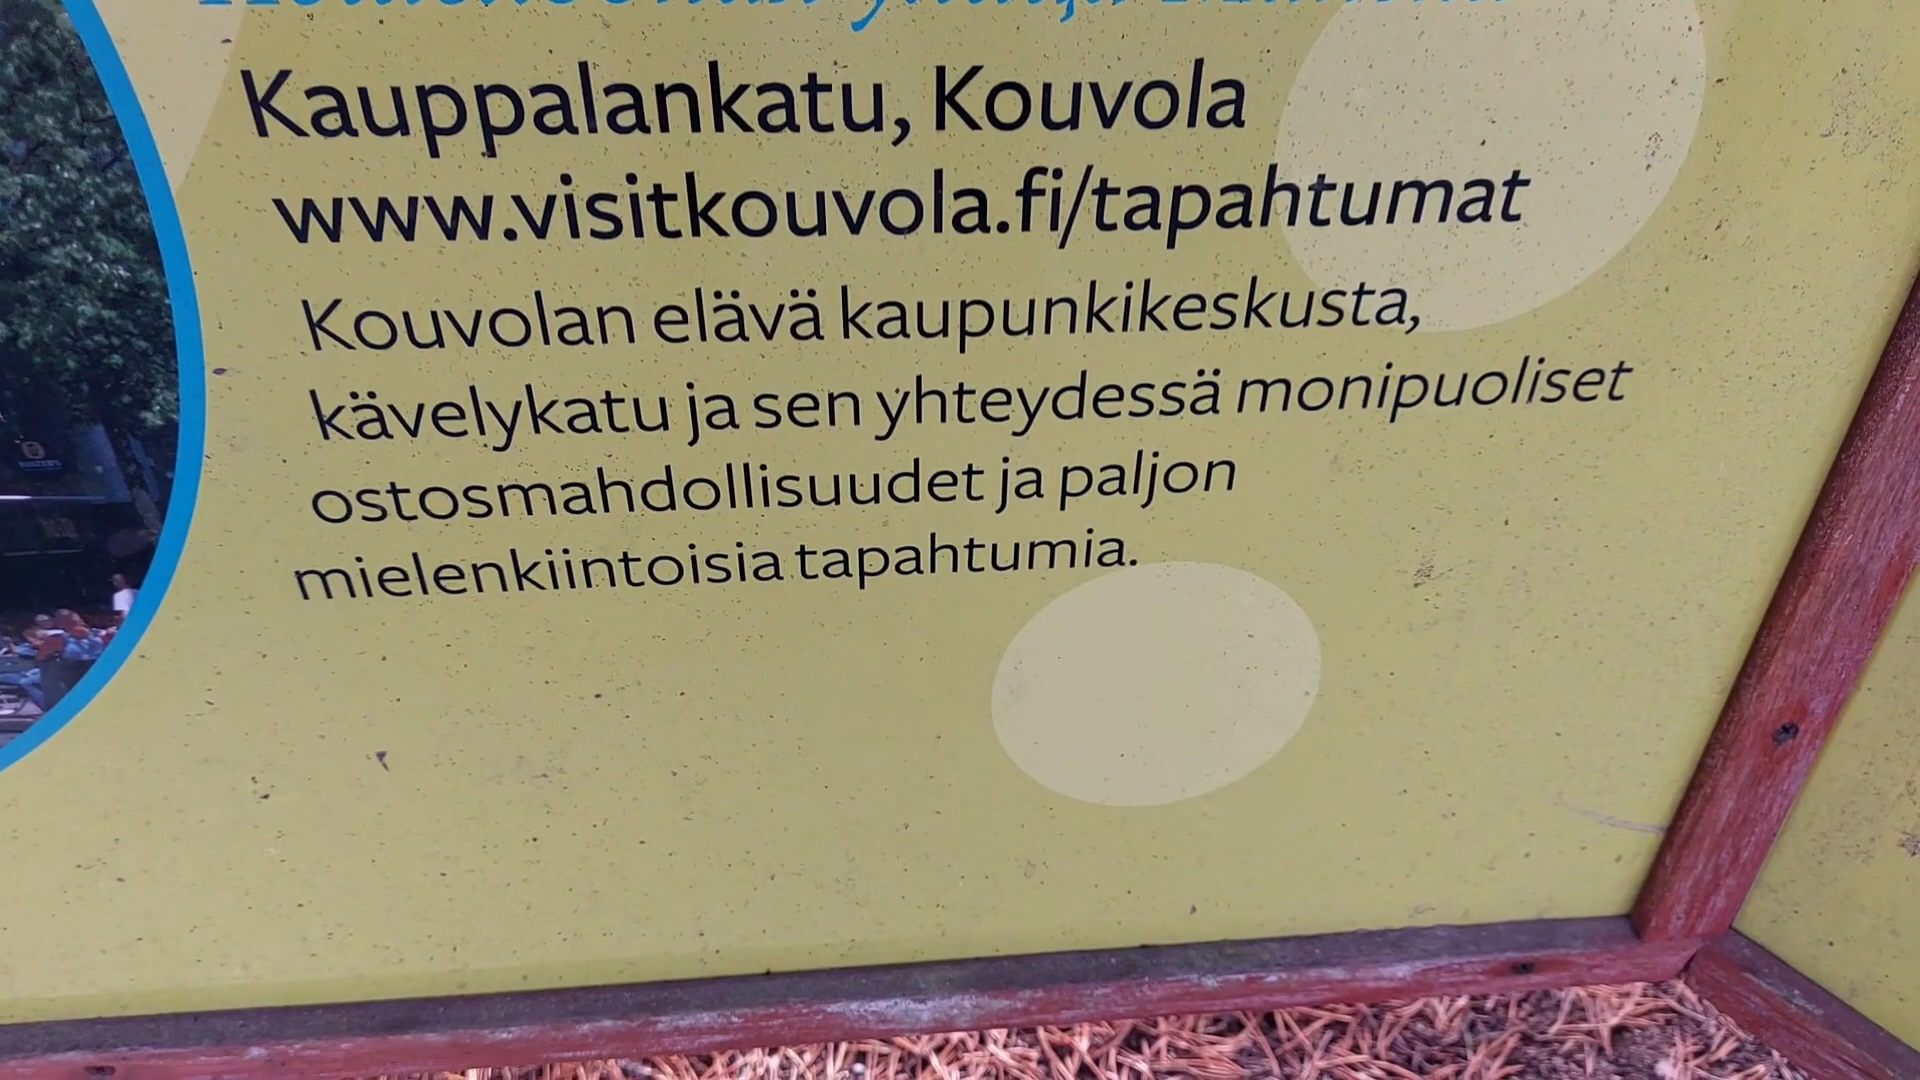 Kauppalankatu, Kouvola
www.visitkouvola.fi/tapahtumat
Kouvolan elävä kaupunkikeskusta,
kävelykatu ja sen yhteydessä monipuoliset
ostosmahdollisuudet ja paljon
mielenkiintoisia tapahtumia.